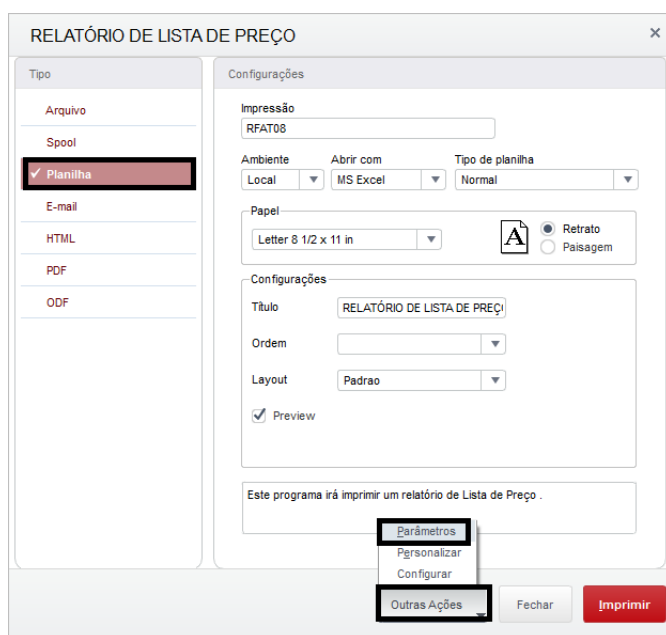 RELATÓRIO DE LISTA DE PREÇO
Tipo
Arquivo
Spool
Planilha
E-mail
HTML
PDF
ODF
Configurações
Impressão
RFAT08
Ambiente Abrir com Tipo de planilha
Local MS Excel Normal
Papel
Letter 8 1/2 x 11 in
A
Retrato
Paisagem
Configurações
Título RELATÓRIO DE LISTA DE PREÇ
Ordem
Layout Padrao
Preview
Este programa irá imprimir um relatório de Lista de Preço .
Parâmetros
Personalizar
Configurar
Outras Ações Fechar Imprimir